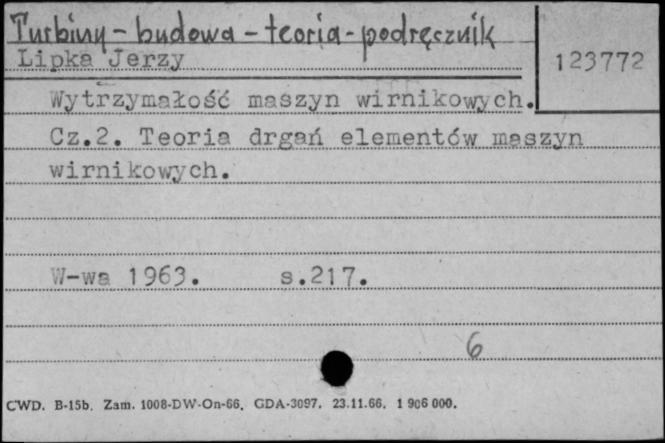 Turbiny - budowa - teoria - podręcznik
Lipka Jerzy
123772
Wytrzymałość maszyn wirnikowych.
Cz.2. Teoria drgań elementów maszyn
wirnikowych.
W-wa 1963. s.217.
6
CWD. B-15b. Zam. 1008-DW-On-66. GDA-3097. 23.11.66. 1 906 000.